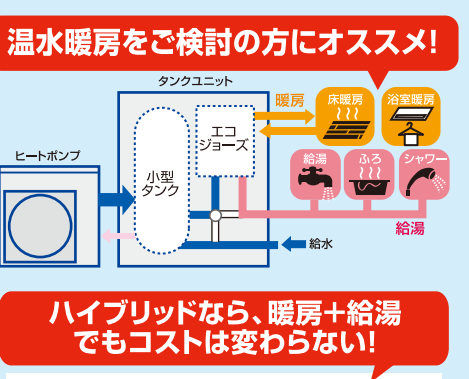 温水暖房をご検討の方にオススメ!
タンクユニット
暖房
床暖房
浴室暖房
エコ
ジョーズ
ヒートポンプ
小型
タンク
給湯
ふろ
シャワー
給湯
給水
ハイブリッドなら、暖房+給湯
でもコストは変わらない!